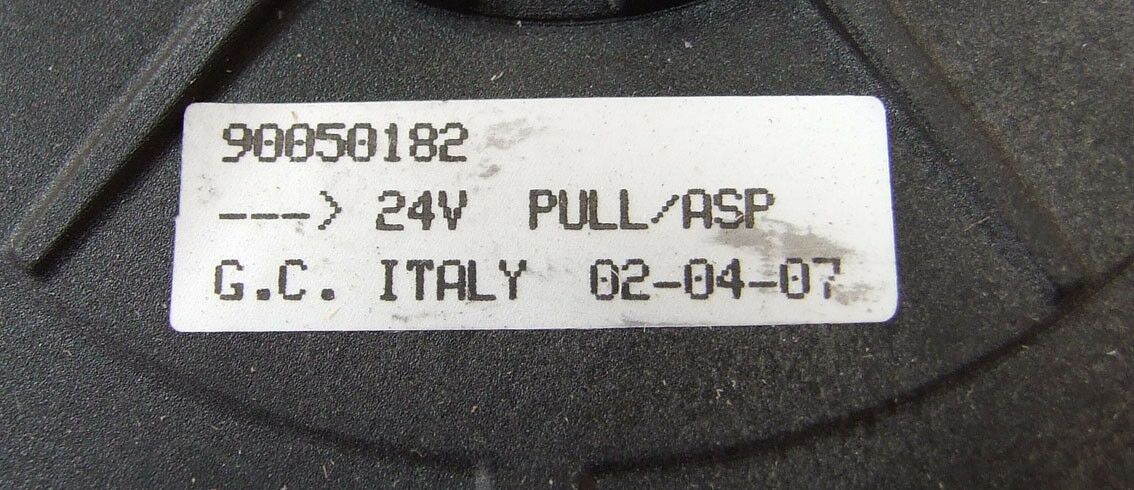 90050182
---> 24V PULL/ASP
G.C. ITALY 02-04-07